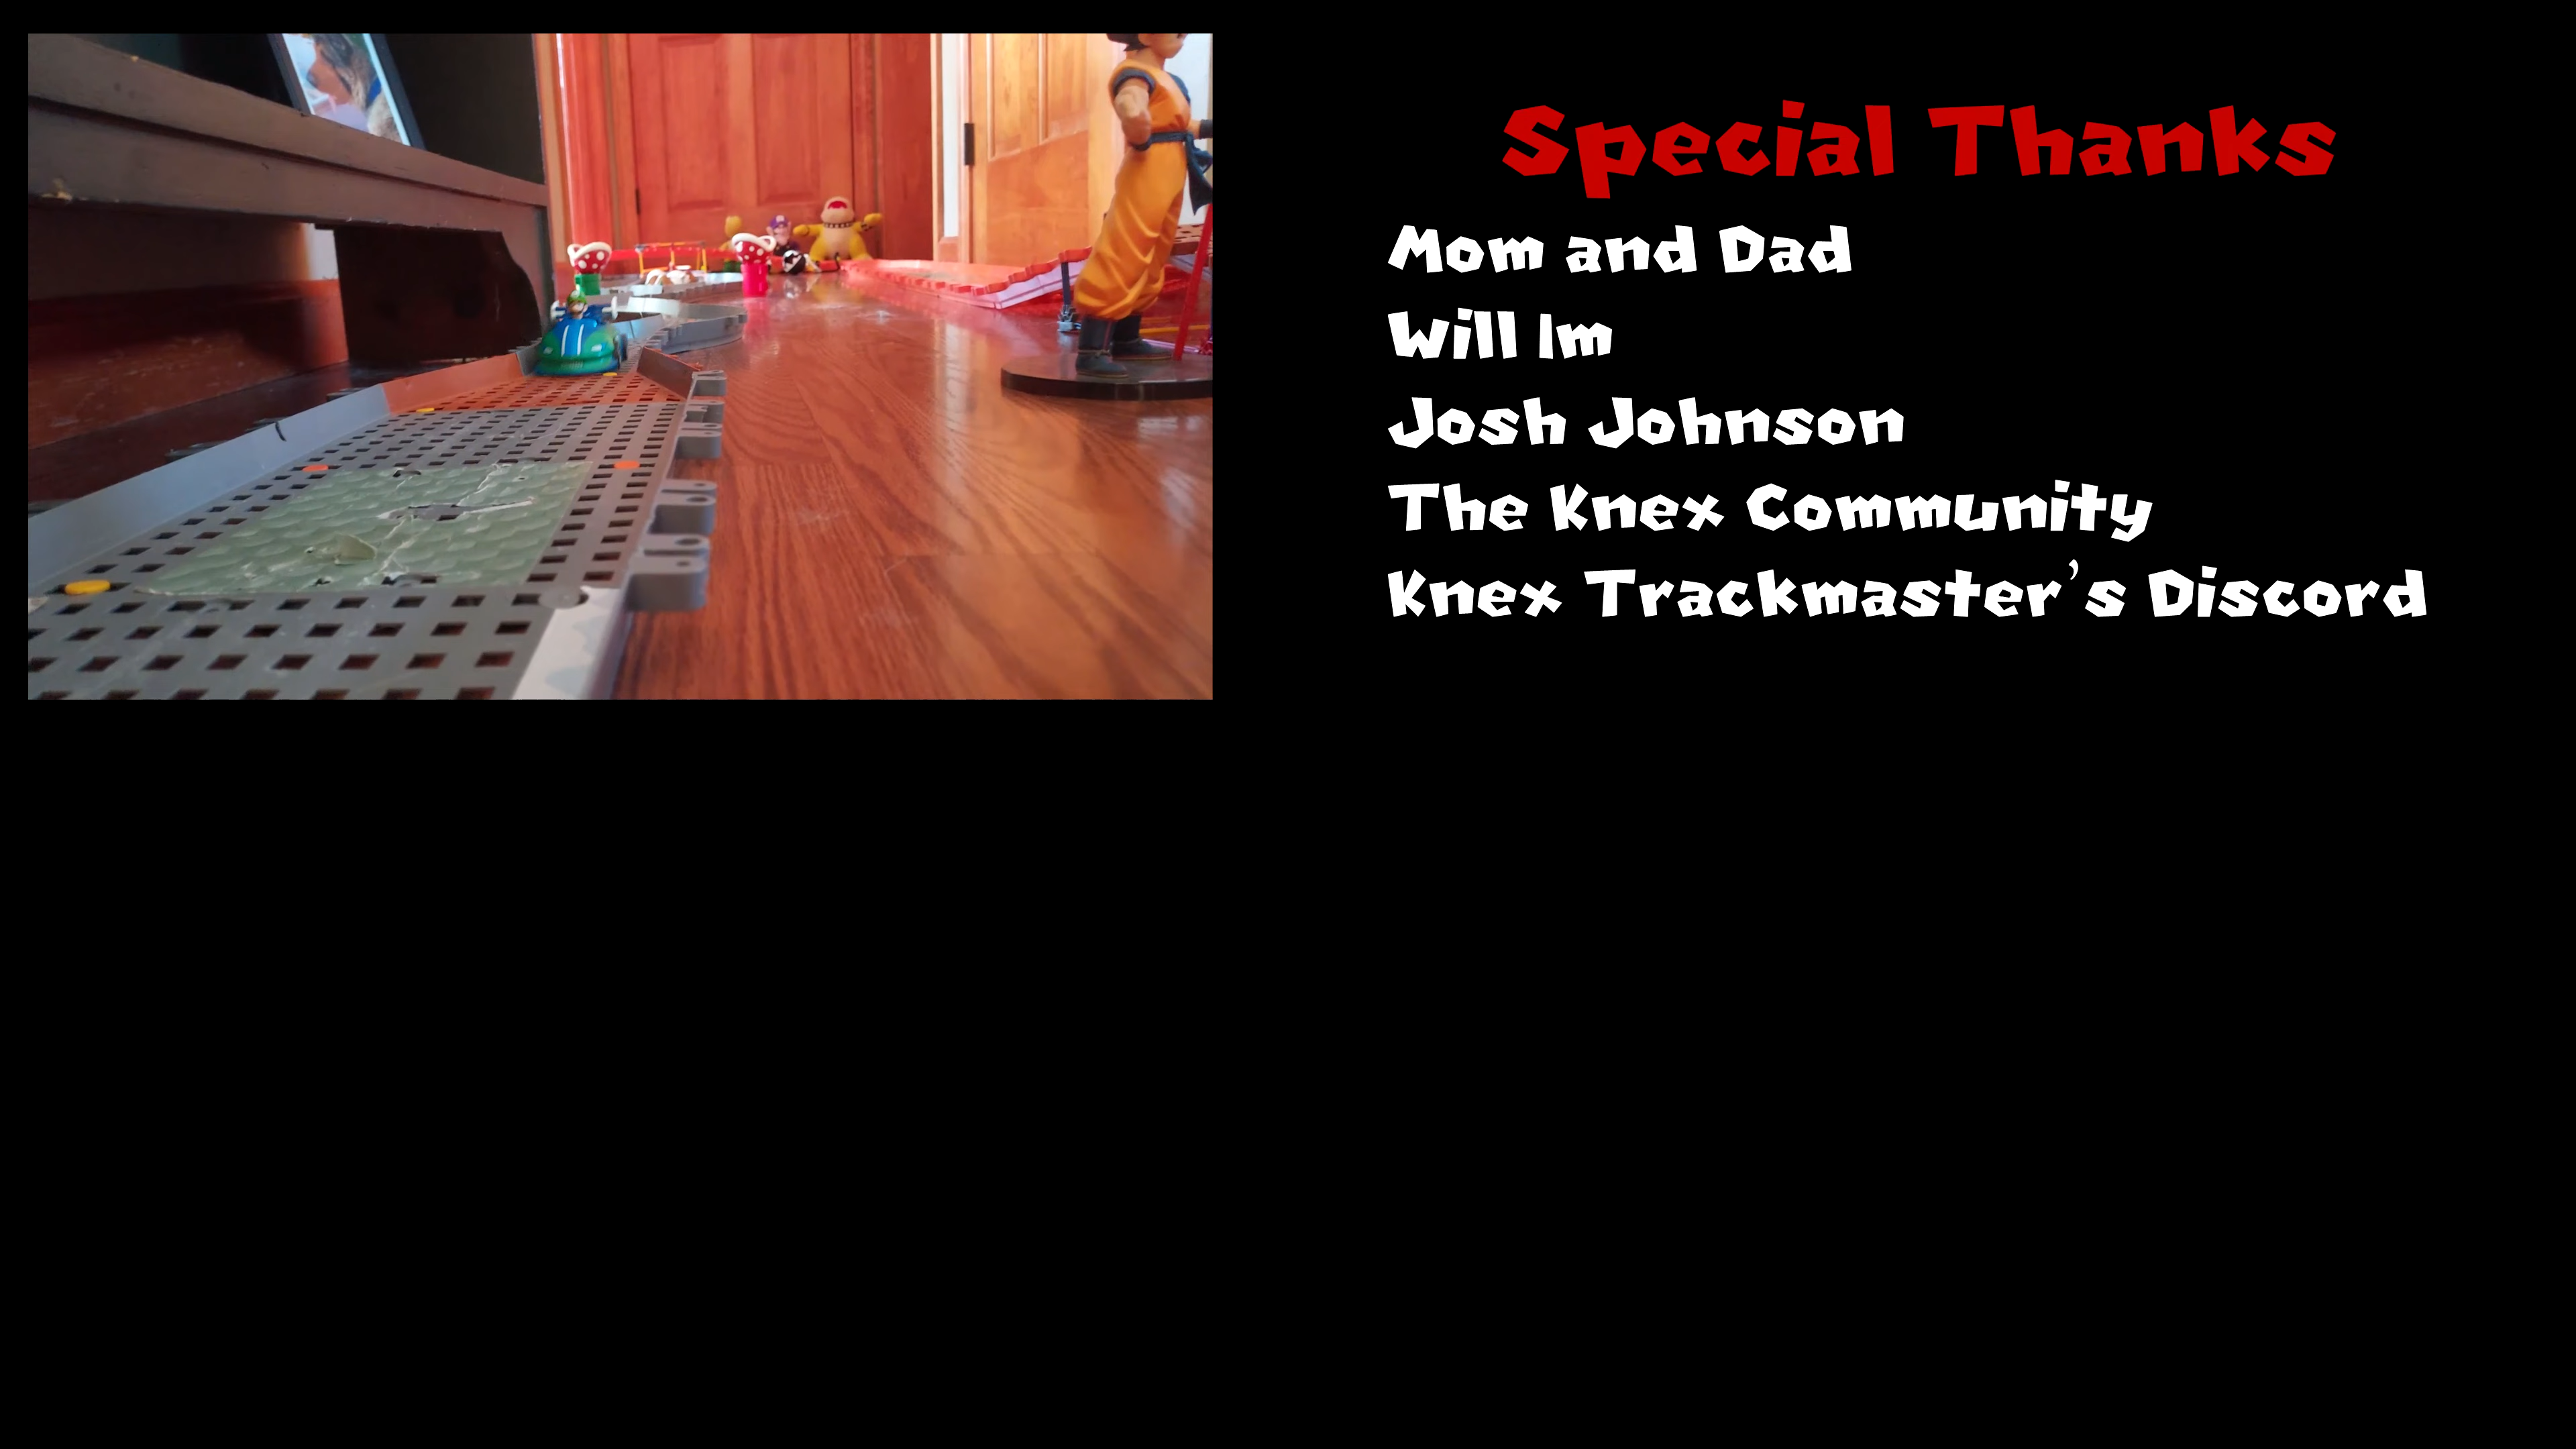 Special Thanks
Mom and Dad
Will Im
Josh Johnson
The Knex Community
Knex Trackmaster's Discord